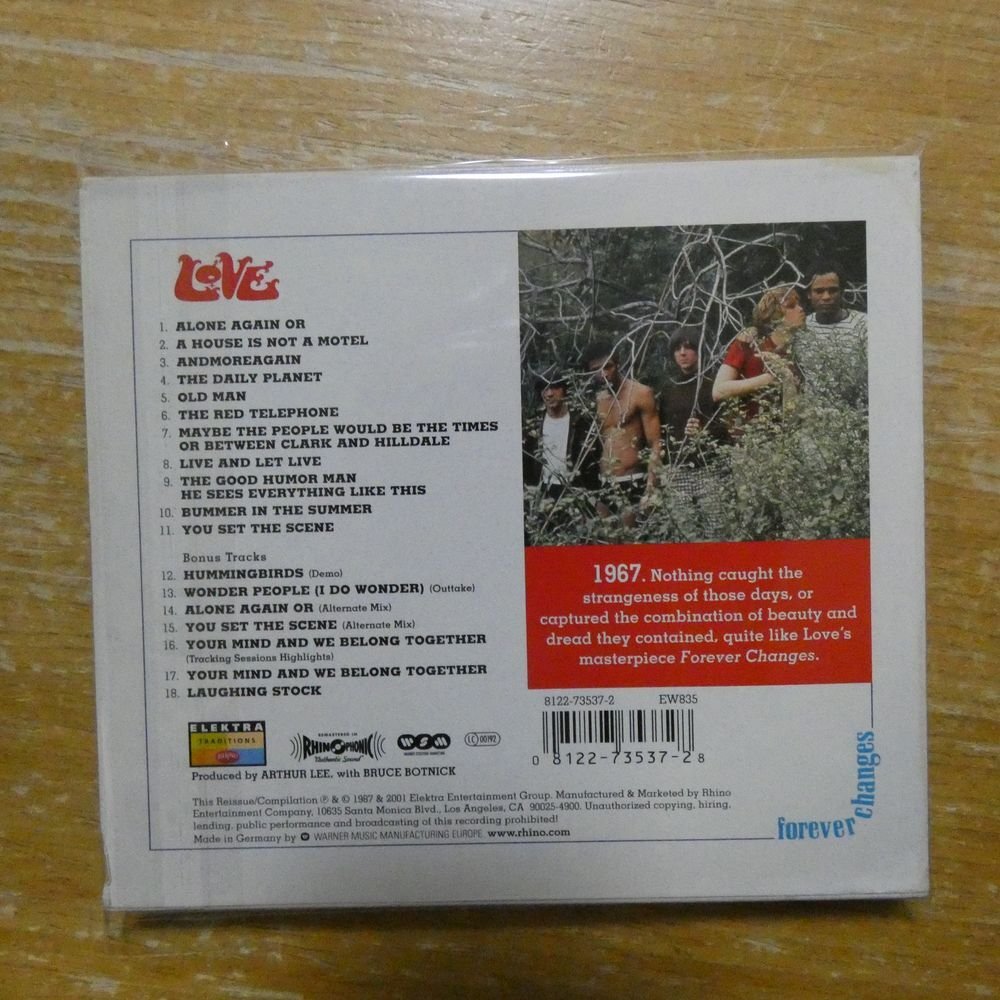 LOVE
1. ALONE AGAIN OR
2. A HOUSE IS NOT A MOTEL
3. ANDMOREAGAIN
4. THE DAILY PLANET
5. OLD MAN
6. THE RED TELEPHONE
7. MAYBE THE PEOPLE WOULD BE THE TIMES
OR BETWEEN CLARK AND HILLDALE
8. LIVE AND LET LIVE
9. THE GOOD HUMOR MAN
HE SEES EVERYTHING LIKE THIS
10. BUMMER IN THE SUMMER
11. YOU SET THE SCENE
Bonus Tracks
12. HUMMINGBIRDS (Demo)
13. WONDER PEOPLE (I DO WONDER) (Outtake)
14. ALONE AGAIN OR (Alternate Mix)
15. YOU SET THE SCENE (Alternate Mix)
16. YOUR MIND AND WE BELONG TOGETHER
(Tracking Sessions Highlights)
17. YOUR MIND AND WE BELONG TOGETHER
18. LAUGHING STOCK
1967. Nothing caught the
strangeness of those days, or
captured the combination of beauty and
dread they contained, quite like Love's
masterpiece Forever Changes.
8122-73537-2 EW835
0 8122-73537-2 8
ELEKTRA
TRADITIONS
RHINO
REMASTERED IN
RHINOPHONIC
"Authentic Sound"
WSM
LC 00192
Produced by ARTHUR LEE, with BRUCE BOTNICK
This Reissue/Compilation ℗ & © 1967 & 2001 Elektra Entertainment Group. Manufactured & Marketed by Rhino
Entertainment Company, 10635 Santa Monica Blvd., Los Angeles, CA 90025-4900. Unauthorized copying, hiring,
lending, public performance and broadcasting of this recording prohibited!
Made in Germany by WARNER MUSIC MANUFACTURING EUROPE www.rhino.com
forever changes